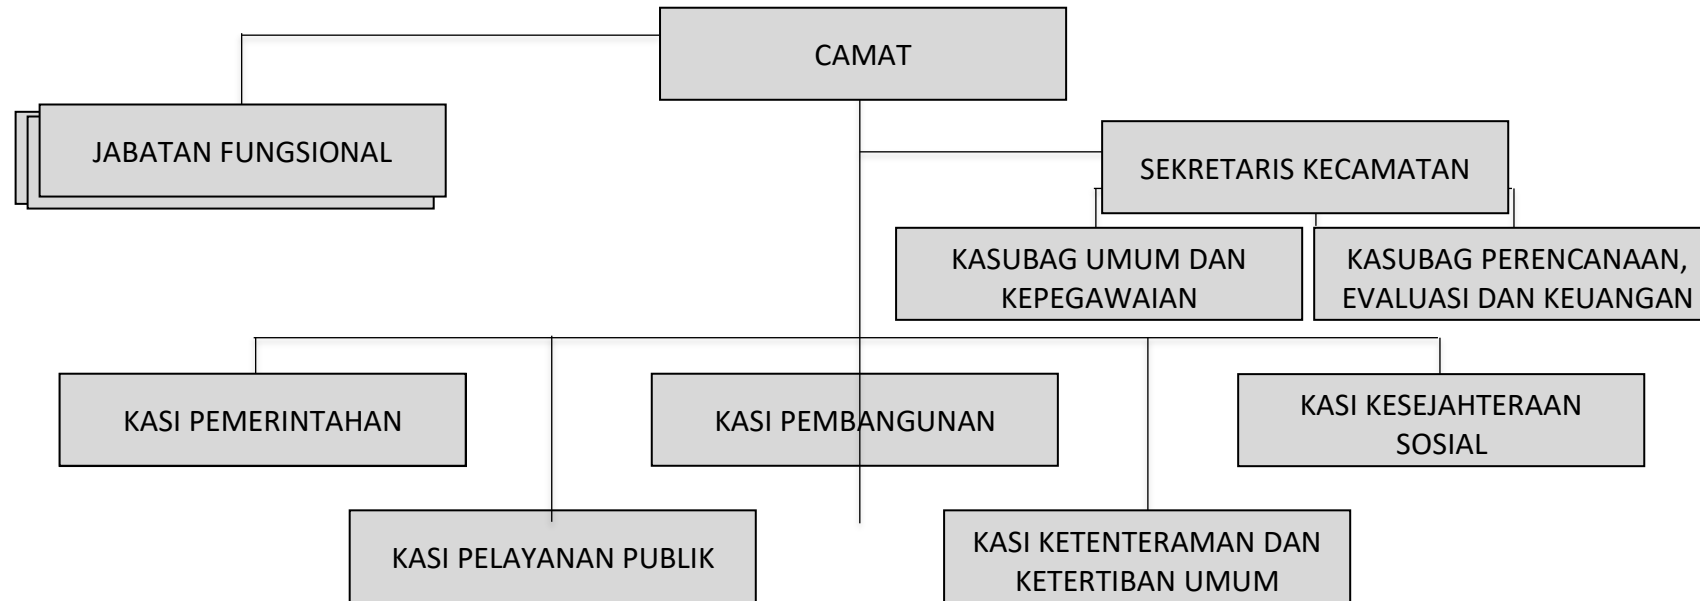 CAMAT
JABATAN FUNGSIONAL
SEKRETARIS KECAMATAN
KASUBAG UMUM DAN
KEPEGAWAIAN
KASUBAG PERENCANAAN,
EVALUASI DAN KEUANGAN
KASI PEMERINTAHAN
KASI PEMBANGUNAN
KASI KESEJAHTERAAN
SOSIAL
KASI PELAYANAN PUBLIK
KASI KETENTERAMAN DAN
KETERTIBAN UMUM